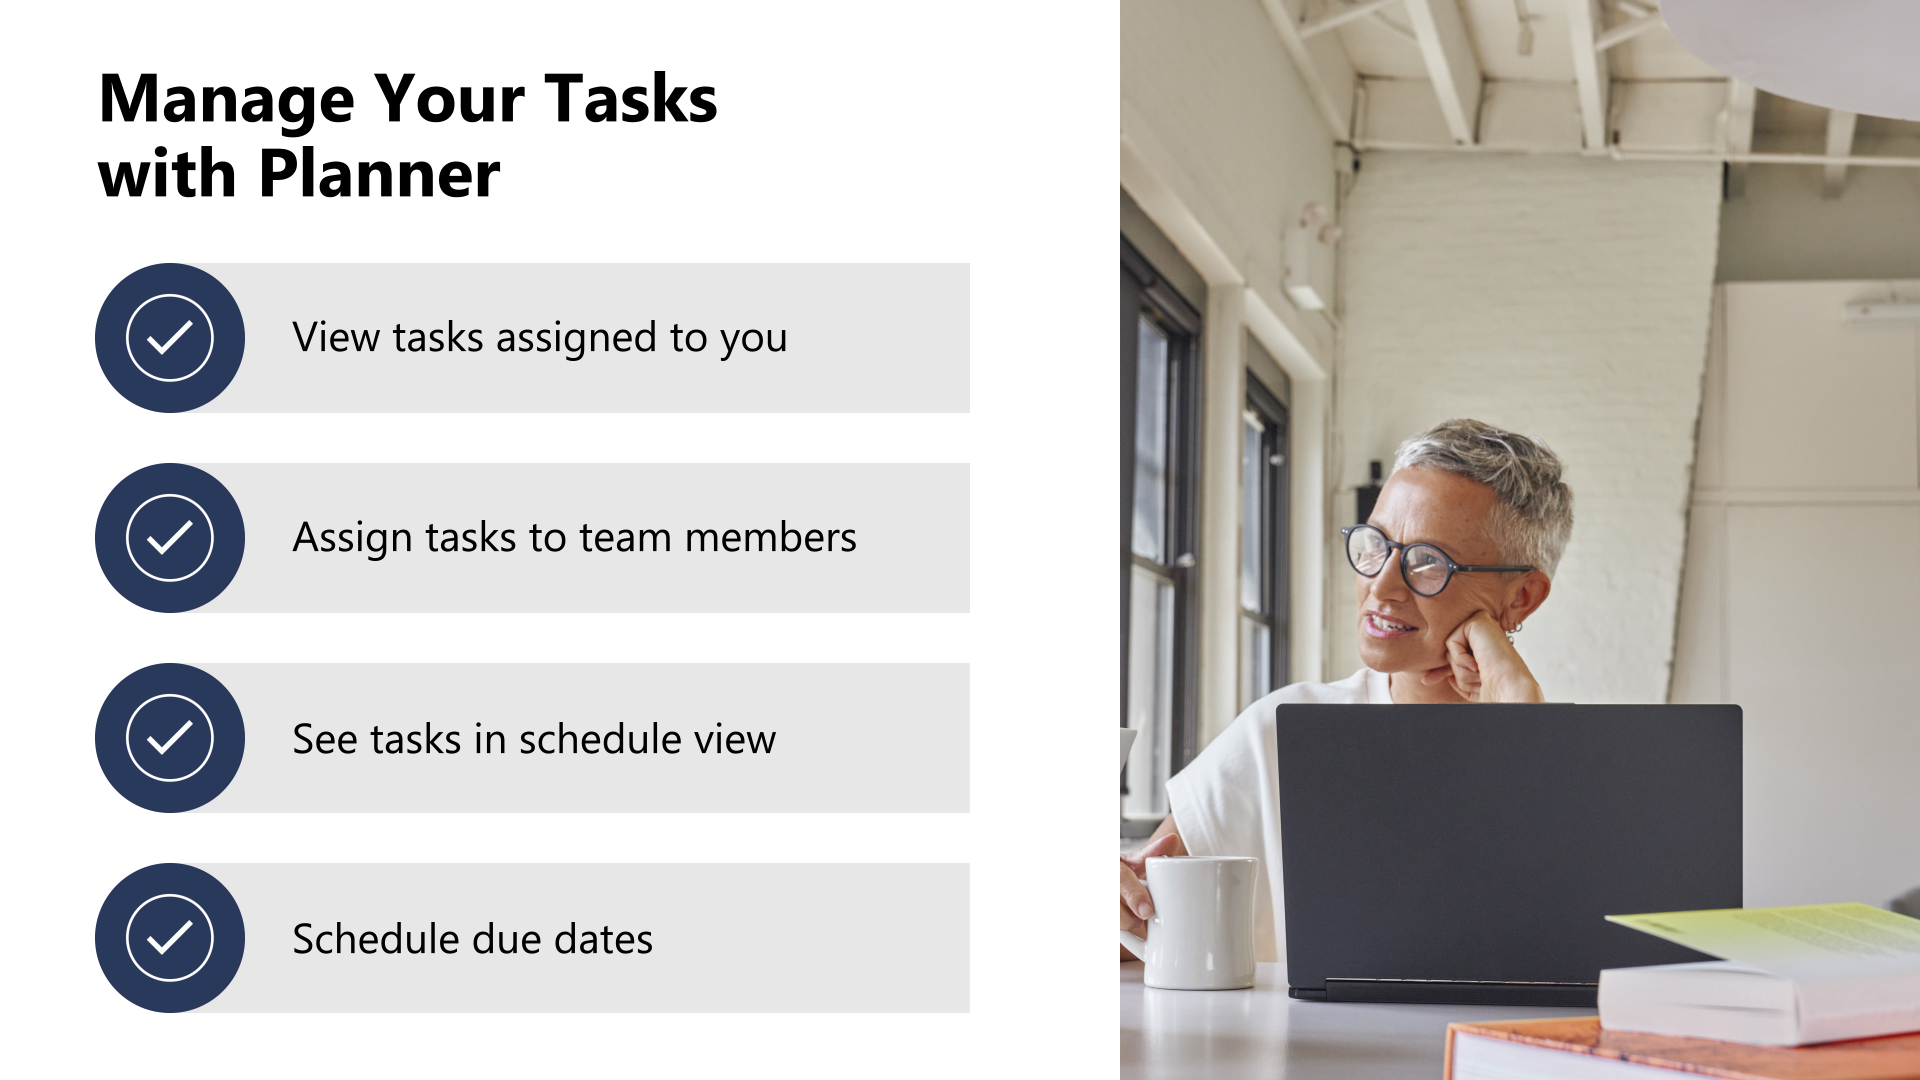 Manage Your Tasks
with Planner
View tasks assigned to you
Assign tasks to team members
See tasks in schedule view
Schedule due dates